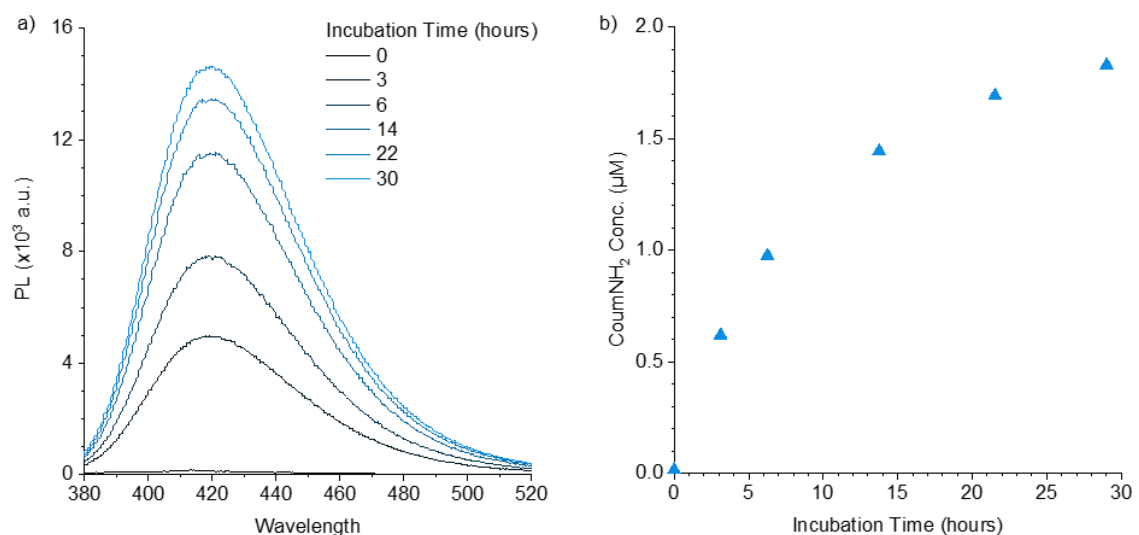 a)
Incubation Time (hours)
0
3
6
14
22
30
PL (x10³ a.u.)
16
12
8
4
0
380 400 420 440 460 480 500 520
Wavelength
b)
CoumNH₂ Conc. (µM)
2.0
1.5
1.0
0.5
0.0
0 5 10 15 20 25 30
Incubation Time (hours)